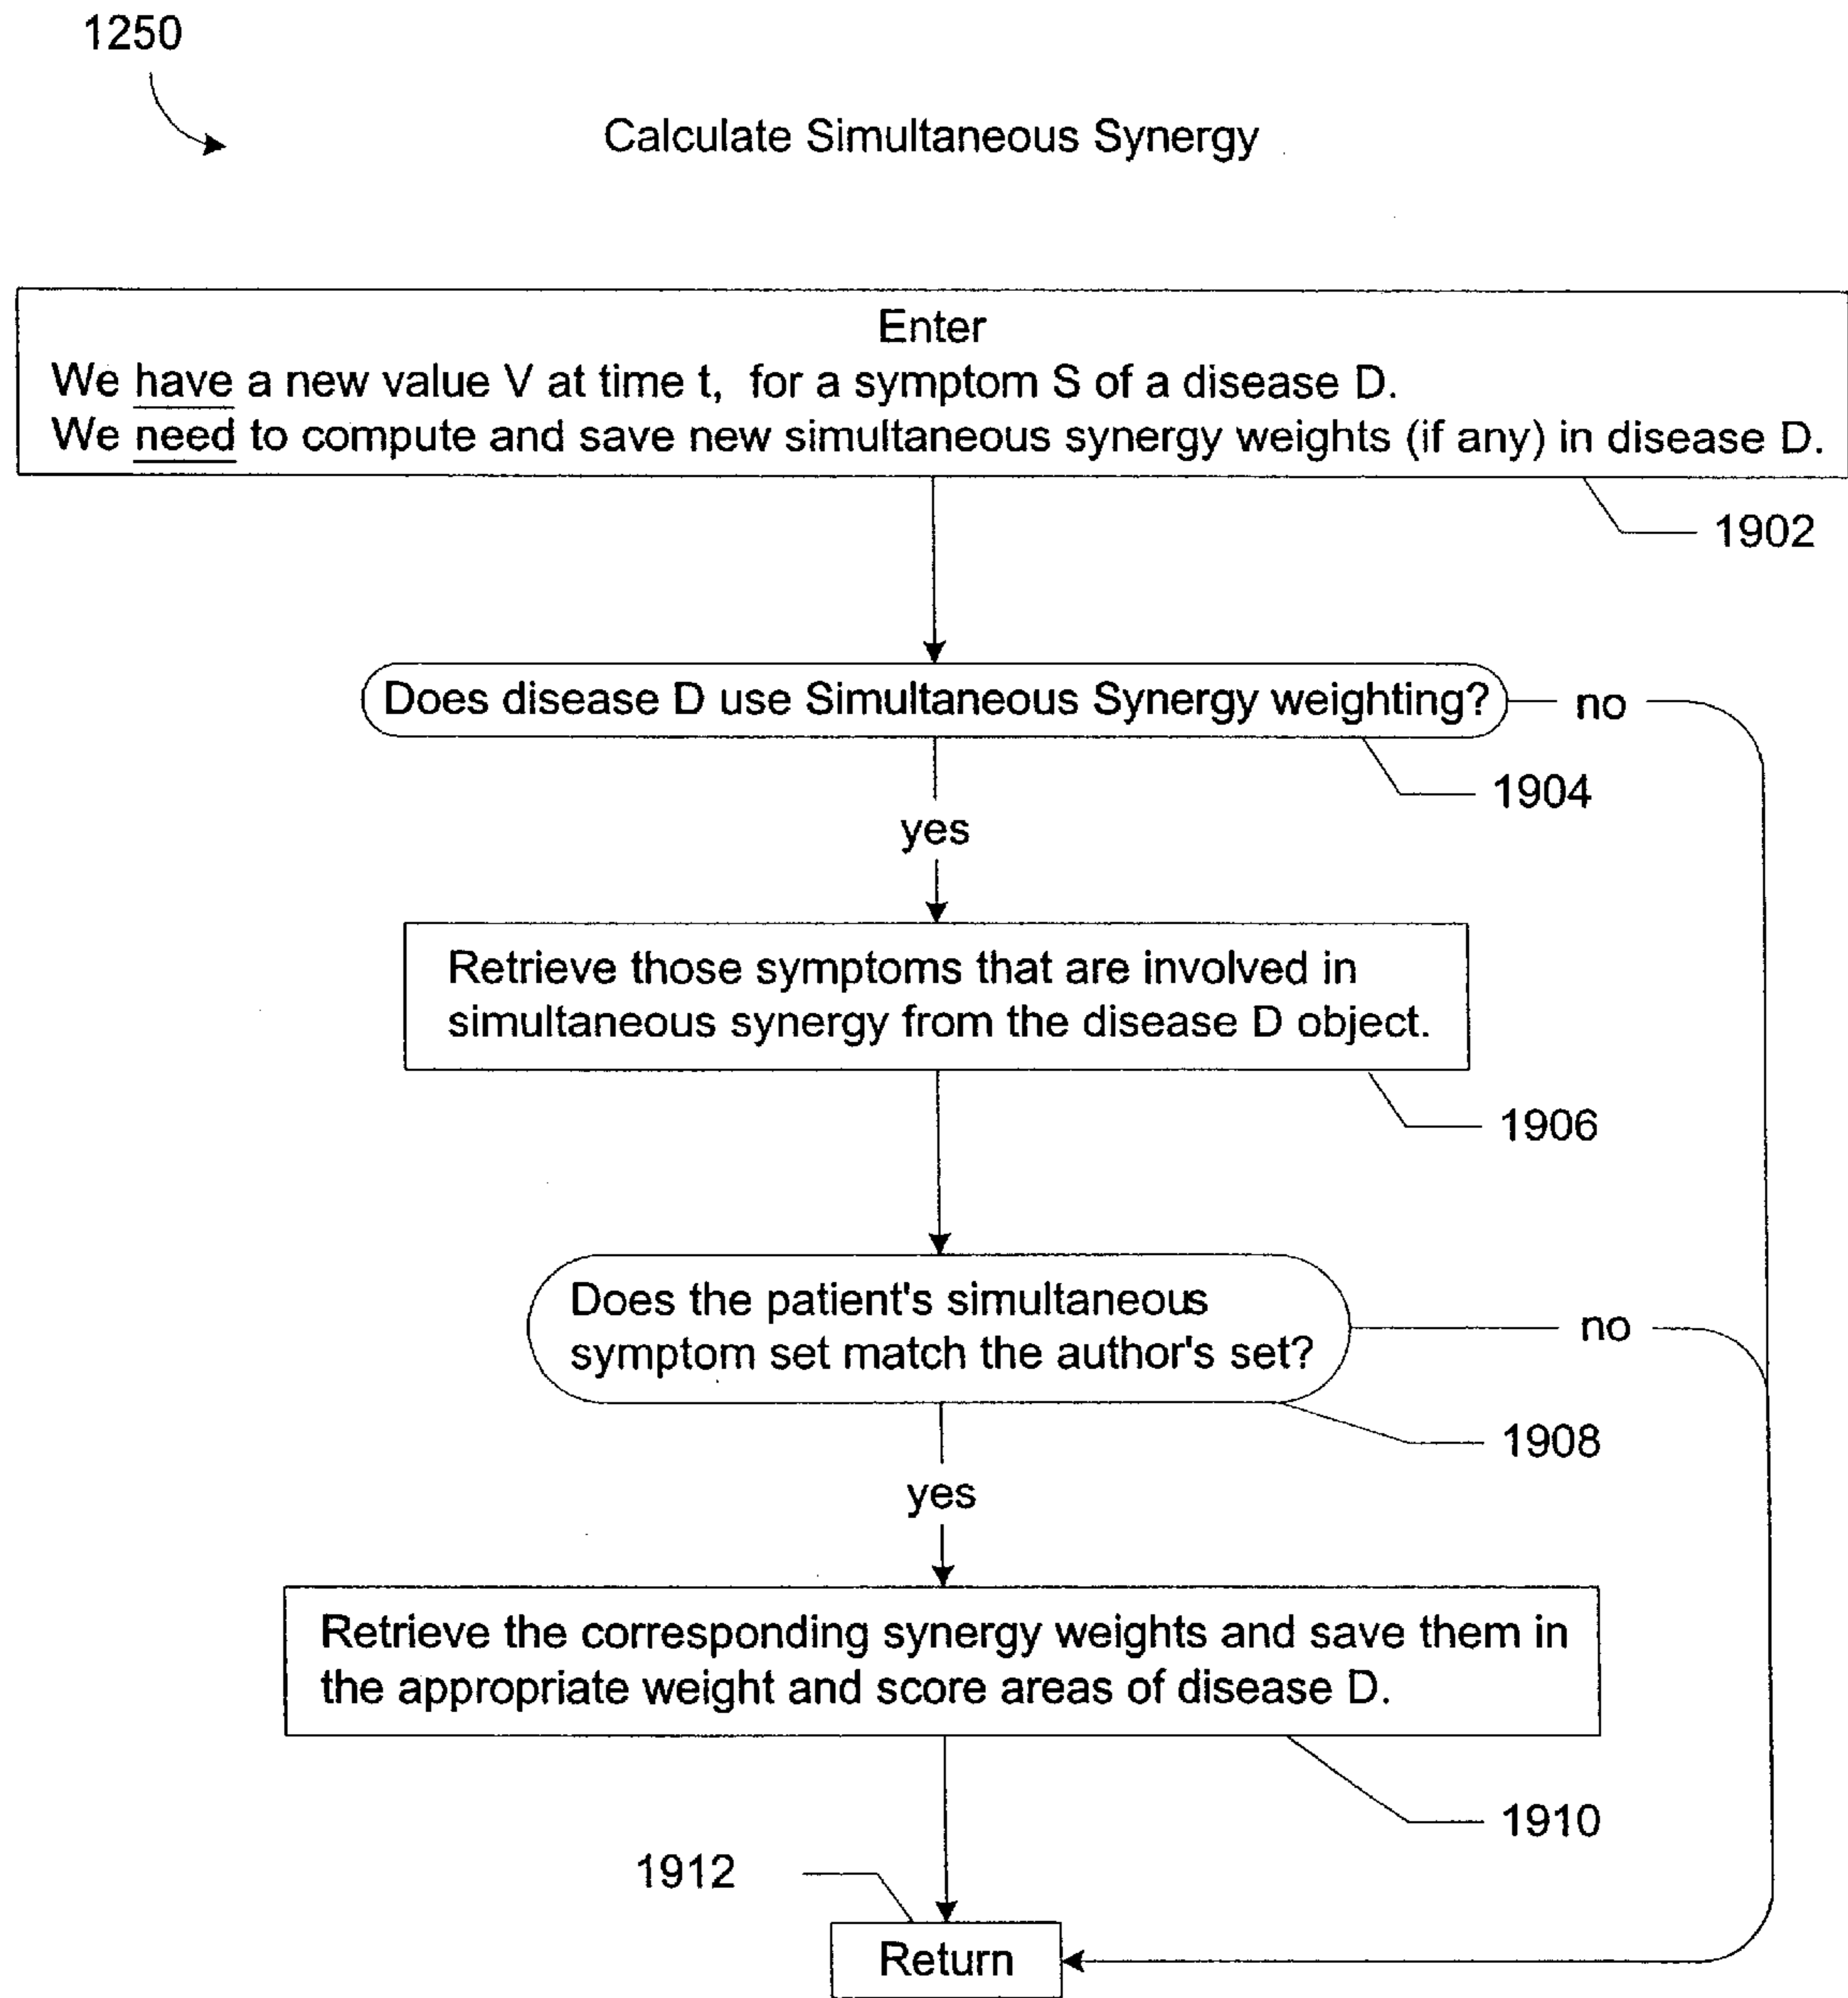 1250
Calculate Simultaneous Synergy
Enter
We have a new value V at time t, for a symptom S of a disease D.
We need to compute and save new simultaneous synergy weights (if any) in disease D.
1902
Does disease D use Simultaneous Synergy weighting?
no
1904
yes
Retrieve those symptoms that are involved in
simultaneous synergy from the disease D object.
1906
Does the patient's simultaneous
symptom set match the author's set?
no
1908
yes
Retrieve the corresponding synergy weights and save them in
the appropriate weight and score areas of disease D.
1910
1912
Return